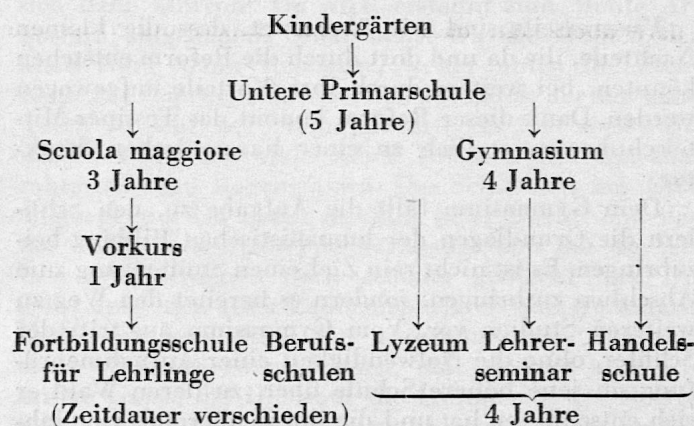 Kindergärten
Untere Primarschule
(5 Jahre)
Scuola maggiore Gymnasium
3 Jahre 4 Jahre
Vorkurs
1 Jahr
Fortbildungsschule Berufs- Lyzeum Lehrer- Handels-
für Lehrlinge schulen seminar schule
(Zeitdauer verschieden) 4 Jahre